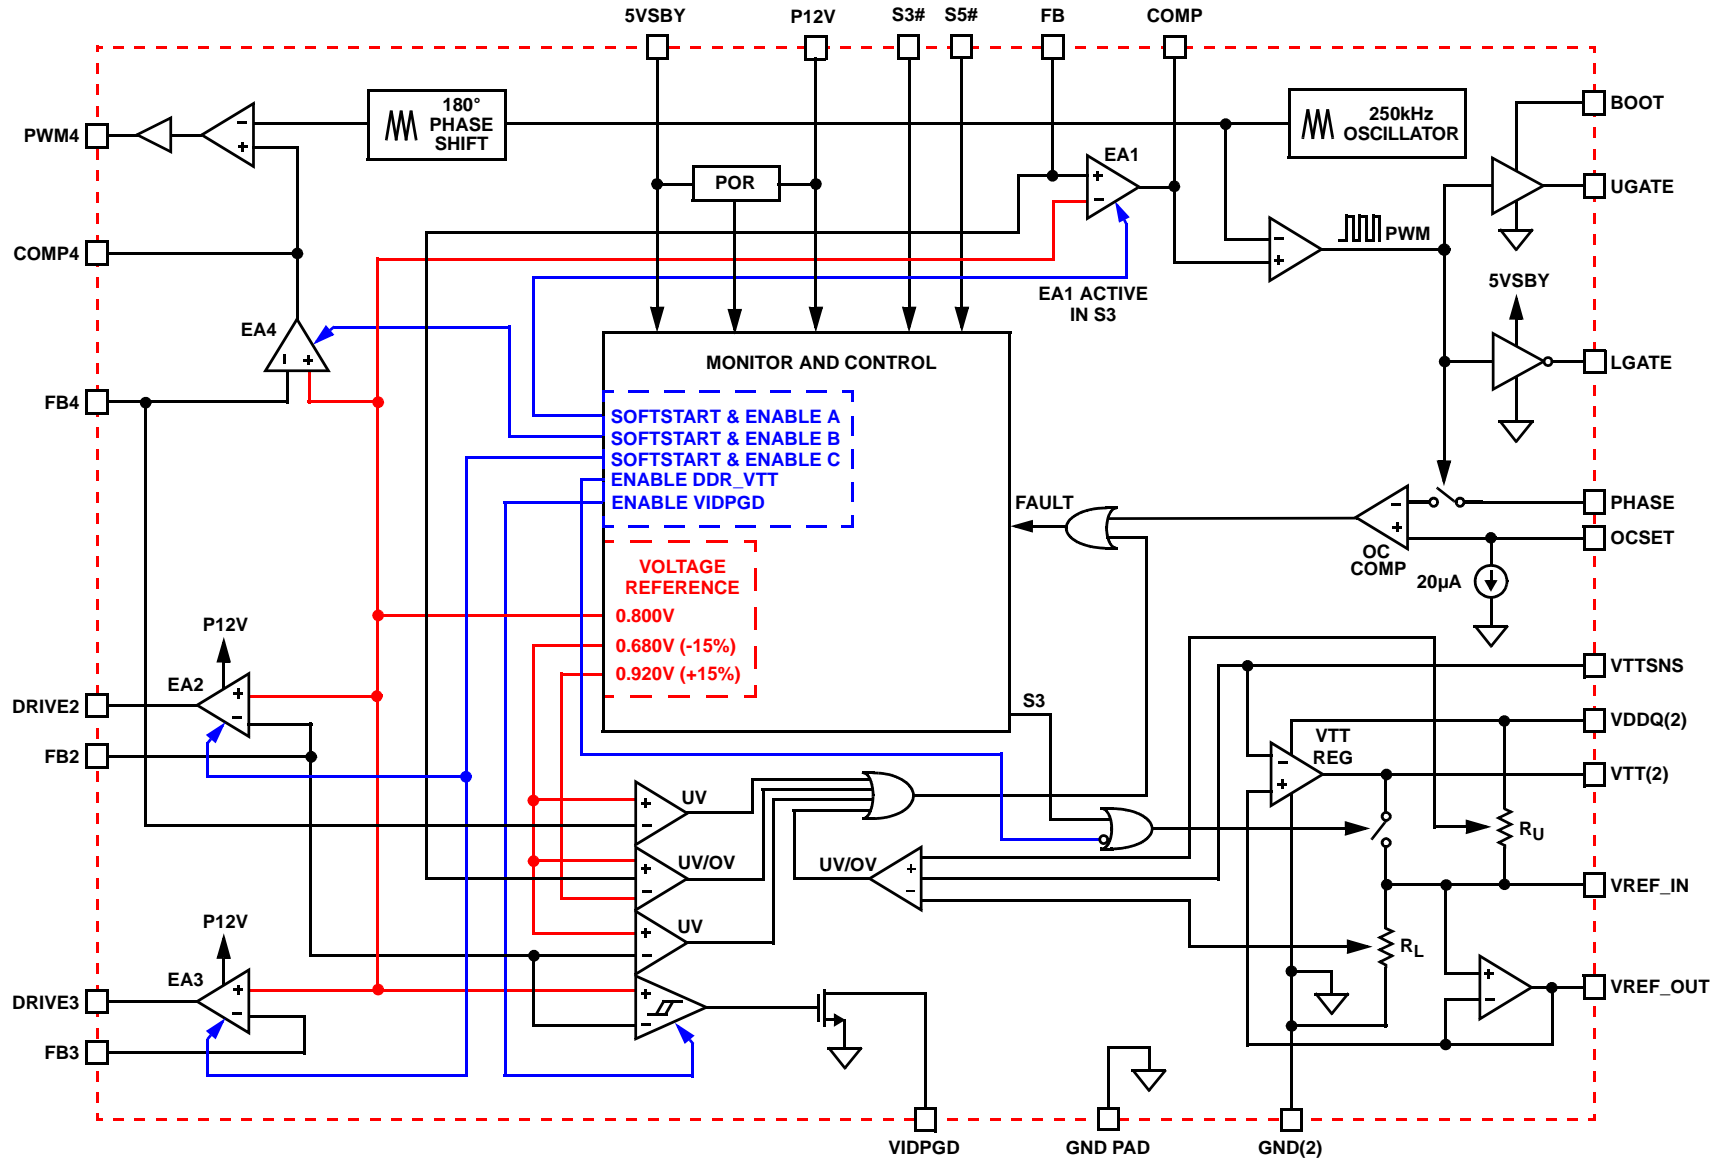 5VSBY P12V S3# S5# FB COMP
BOOT
180°
PHASE
SHIFT
250kHz
OSCILLATOR
PWM4
- +
EA1
+ -
POR
UGATE
COMP4
- +
PWM
5VSBY
EA1 ACTIVE
IN S3
EA4
- +
MONITOR AND CONTROL
LGATE
FB4
SOFTSTART & ENABLE A
SOFTSTART & ENABLE B
SOFTSTART & ENABLE C
ENABLE DDR_VTT
ENABLE VIDPGD
FAULT
- +
OC
COMP
PHASE
OCSET
20µA
VOLTAGE
REFERENCE
0.800V
0.680V (-15%)
0.920V (+15%)
P12V
EA2
+ -
DRIVE2
FB2
S3
VTTSNS
VDDQ(2)
VTT
REG
- +
VTT(2)
UV
+ -
UV/OV
+ -
UV
+ -
+ -
UV/OV
+ -
RU
VREF_IN
RL
+ -
VREF_OUT
P12V
EA3
+ -
DRIVE3
FB3
VIDPGD GND PAD GND(2)